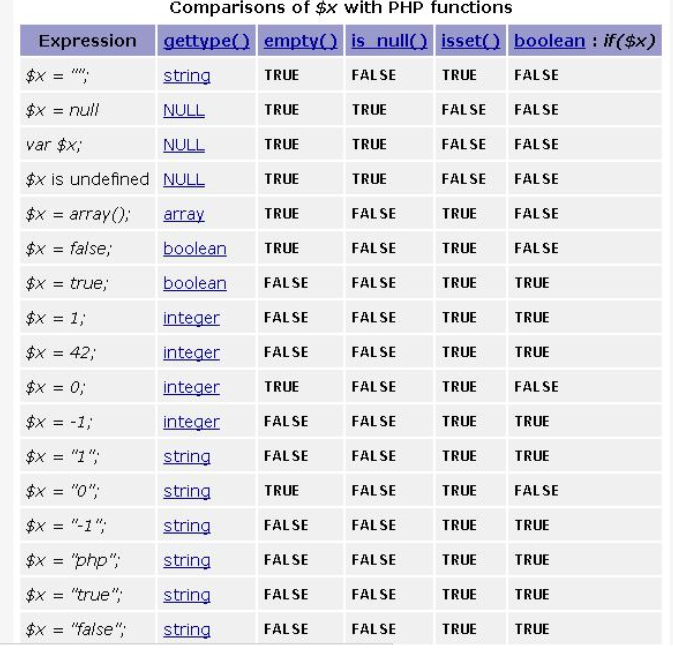 Comparisons of $x with PHP functions
Expression gettype() empty() is_null() isset() boolean : if($x)
$x = ""; string TRUE FALSE TRUE FALSE
$x = null NULL TRUE TRUE FALSE FALSE
var $x; NULL TRUE TRUE FALSE FALSE
$x is undefined NULL TRUE TRUE FALSE FALSE
$x = array(); array TRUE FALSE TRUE FALSE
$x = false; boolean TRUE FALSE TRUE FALSE
$x = true; boolean FALSE FALSE TRUE TRUE
$x = 1; integer FALSE FALSE TRUE TRUE
$x = 42; integer FALSE FALSE TRUE TRUE
$x = 0; integer TRUE FALSE TRUE FALSE
$x = -1; integer FALSE FALSE TRUE TRUE
$x = "1"; string FALSE FALSE TRUE TRUE
$x = "0"; string TRUE FALSE TRUE FALSE
$x = "-1"; string FALSE FALSE TRUE TRUE
$x = "php"; string FALSE FALSE TRUE TRUE
$x = "true"; string FALSE FALSE TRUE TRUE
$x = "false"; string FALSE FALSE TRUE TRUE